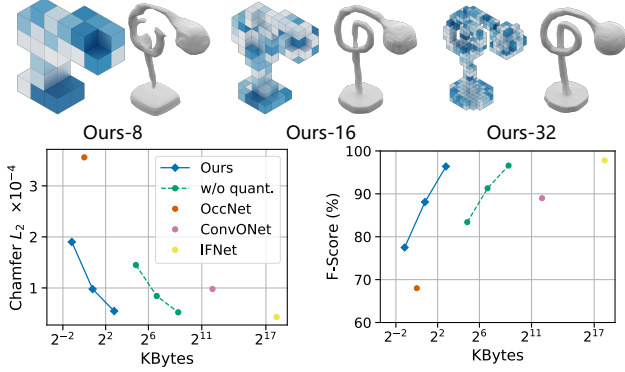 Ours-8
Ours-16
Ours-32
Chamfer L₂ ×10⁻⁴
3
2
1
Ours
w/o quant.
OccNet
ConvONet
IFNet
2⁻² 2² 2⁶ 2¹¹ 2¹⁷
KBytes
F-Score (%)
100
90
80
70
60
2⁻² 2² 2⁶ 2¹¹ 2¹⁷
KBytes